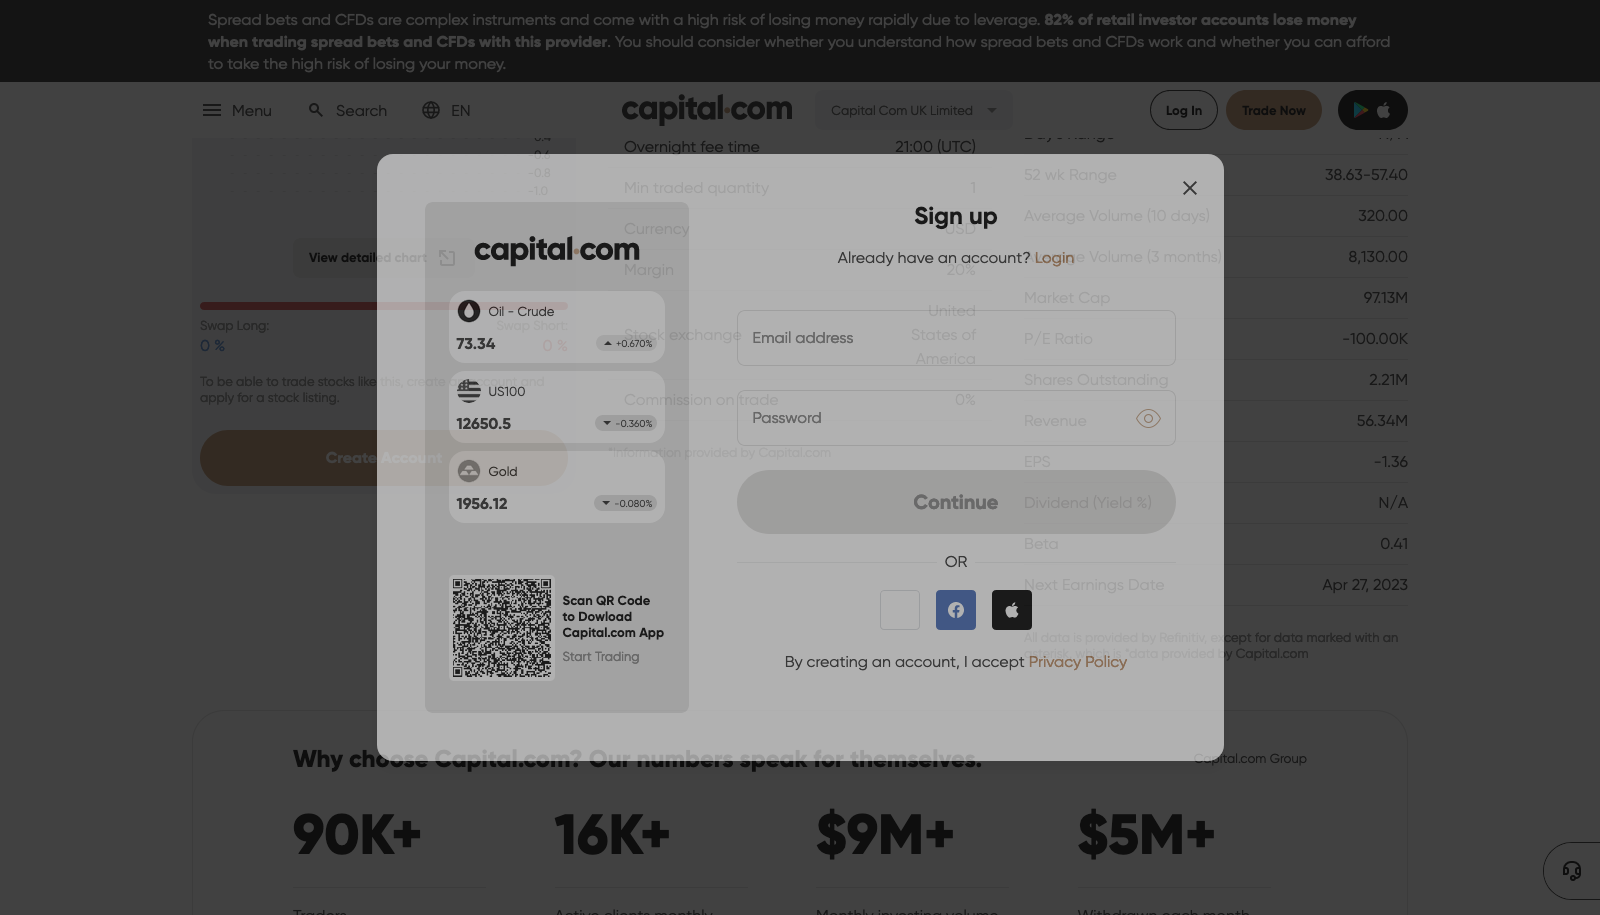 Spread bets and CFDs are complex instruments and come with a high risk of losing money rapidly due to leverage. 82% of retail investor accounts lose money
when trading spread bets and CFDs with this provider. You should consider whether you understand how spread bets and CFDs work and whether you can afford
to take the high risk of losing your money.
Menu
Search
EN
capital.com
Capital Com UK Limited
Log In
Trade Now
-0.6
-0.8
-1.0
View detailed chart
Swap Long:
0 %
Swap Short:
0 %
To be able to trade stocks like this, create an account and
apply for a stock listing.
Create Account
Overnight fee time 21:00 (UTC)
Min traded quantity 1
Currency USD
Margin 20%
Stock exchange United
States of
America
Commission on trade 0%
*Information provided by Capital.com
Day's Range
52 wk Range 38.63-57.40
Average Volume (10 days) 320.00
Average Volume (3 months) 8,130.00
Market Cap 97.13M
P/E Ratio -100.00K
Shares Outstanding 2.21M
Revenue 56.34M
EPS -1.36
Dividend (Yield %) N/A
Beta 0.41
Next Earnings Date Apr 27, 2023
All data is provided by Refinitiv, except for data marked with an
asterisk, which is *data provided by Capital.com
capital.com
Oil - Crude
73.34 +0.670%
US100
12650.5 -0.360%
Gold
1956.12 -0.080%
Scan QR Code
to Dowload
Capital.com App
Start Trading
Sign up
Already have an account? Login
Email address
Password
Continue
OR
By creating an account, I accept Privacy Policy
Why choose Capital.com? Our numbers speak for themselves.
Capital.com Group
90K+
16K+
$9M+
$5M+
Traders
Active clients monthly
Monthly investing volume
Withdrawn each month